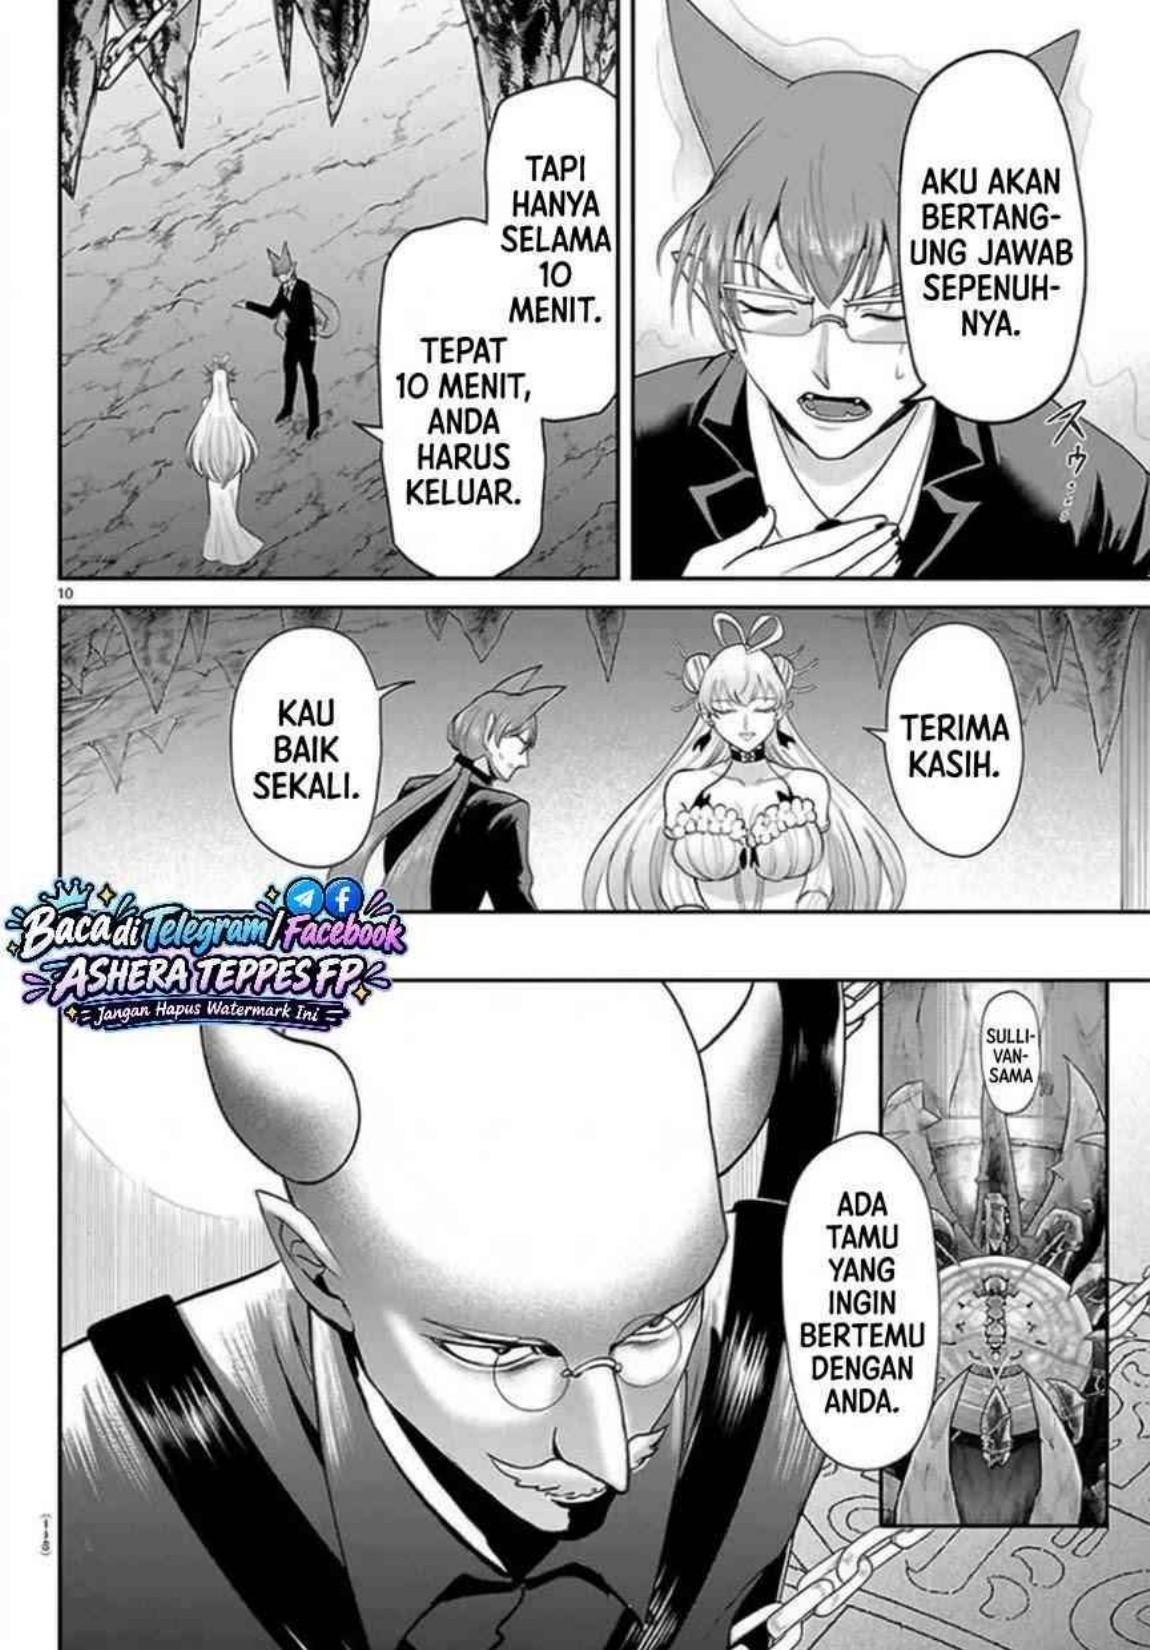 AKU AKAN
BERTANG-
UNG JAWAB
SEPENUH-
NYA.
スゥ...
TAPI
HANYA
SELAMA
10
MENIT.
TEPAT
10 MENIT,
ANDA
HARUS
KELUAR.
10
TERIMA
KASIH.
KAU
BAIK
SEKALI.
Baca di Telegram/Facebook
ASHERA TEPPES FP
Jangan Hapus Watermark Ini
SULLI-
VAN-
SAMA
ADA
TAMU
YANG
INGIN
BERTEMU
DENGAN
ANDA.